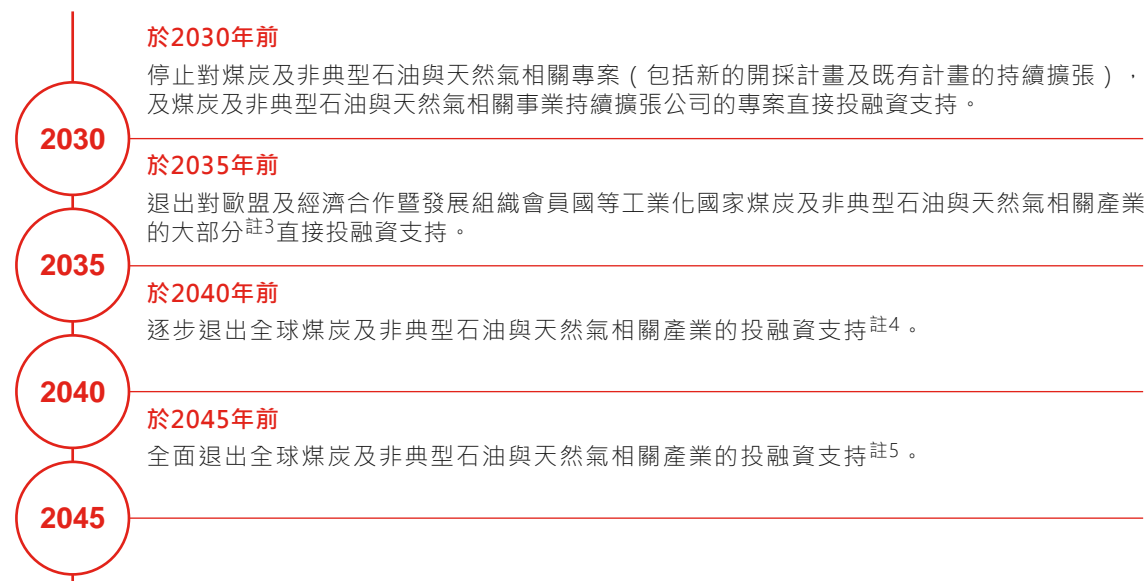 於2030年前
停止對煤炭及非典型石油與天然氣相關專案（包括新的開採計畫及既有計畫的持續擴張），
及煤炭及非典型石油與天然氣相關事業持續擴張公司的專案直接投融資支持。
2030
於2035年前
退出對歐盟及經濟合作暨發展組織會員國等工業化國家煤炭及非典型石油與天然氣相關產業
的大部分註3直接投融資支持。
2035
於2040年前
逐步退出全球煤炭及非典型石油與天然氣相關產業的投融資支持註4。
2040
於2045年前
全面退出全球煤炭及非典型石油與天然氣相關產業的投融資支持註5。
2045